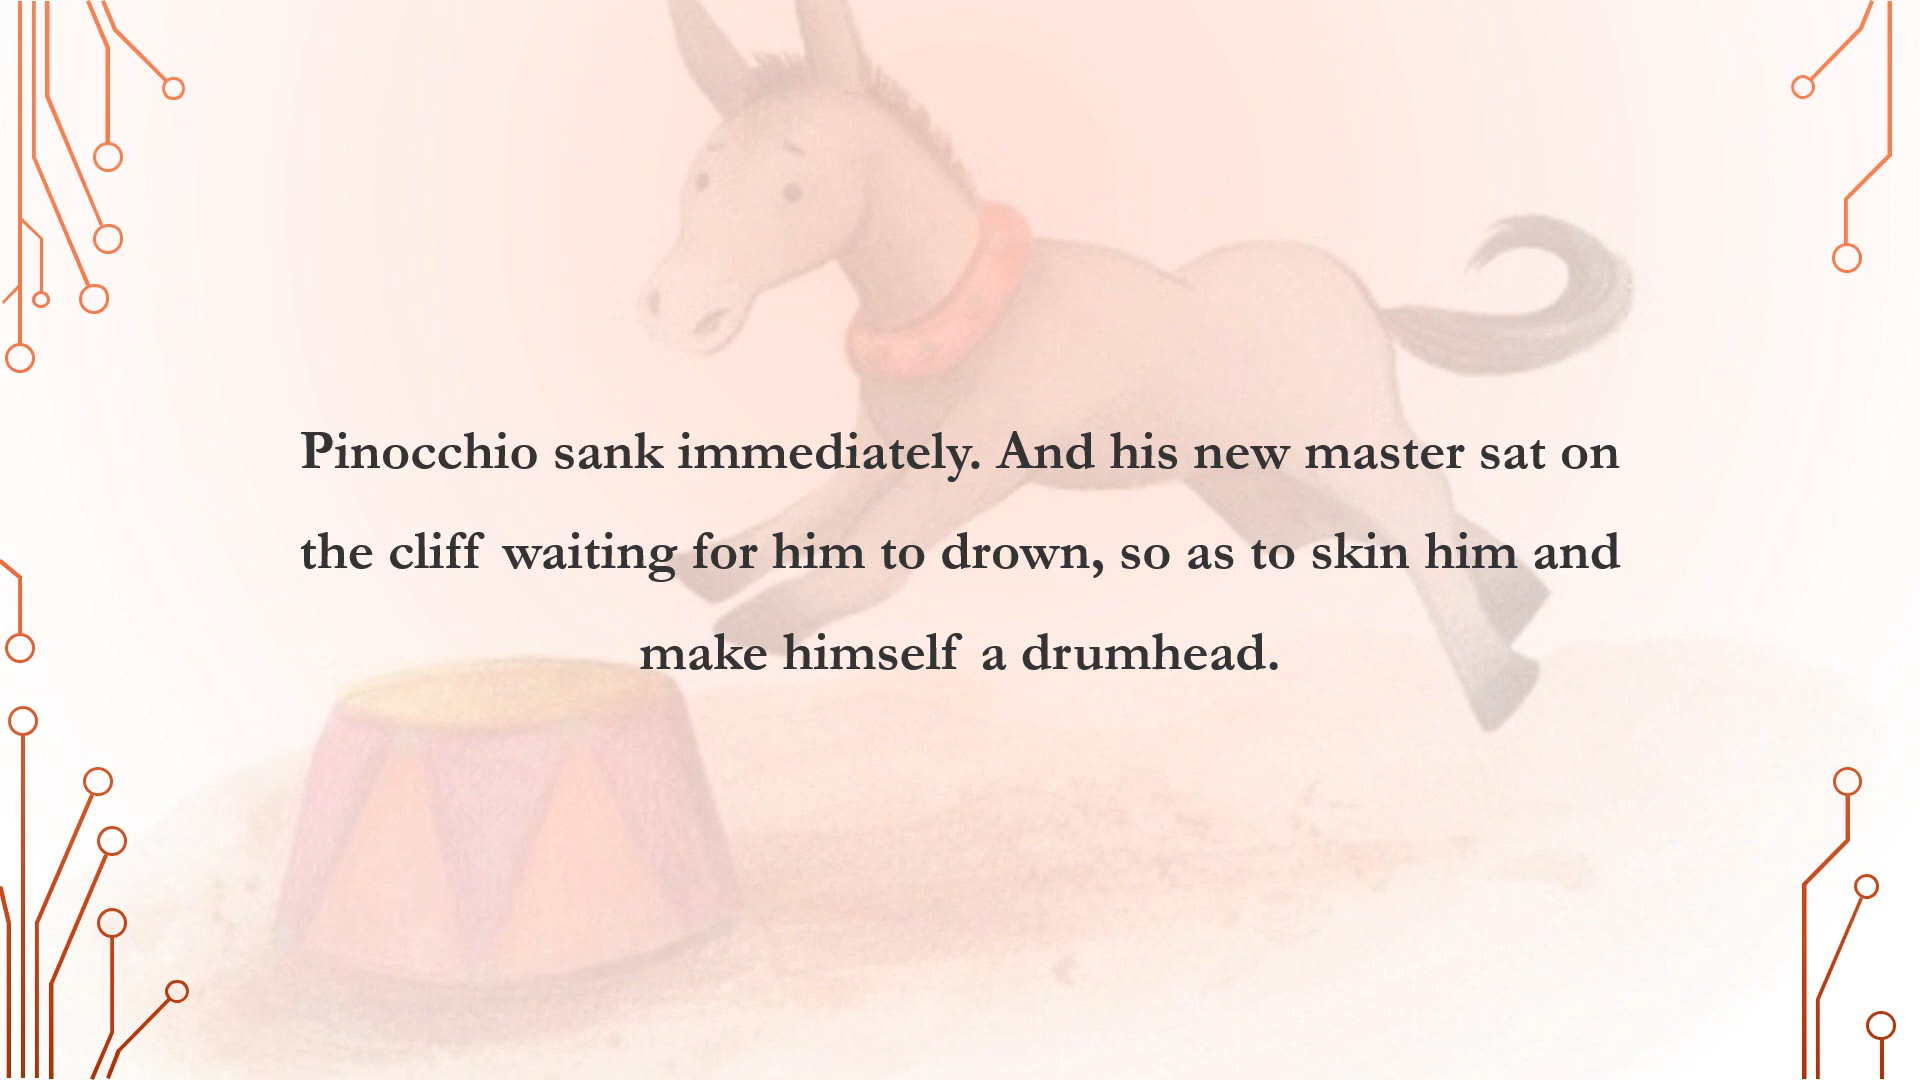 Pinocchio sank immediately. And his new master sat on
the cliff waiting for him to drown, so as to skin him and
make himself a drumhead.